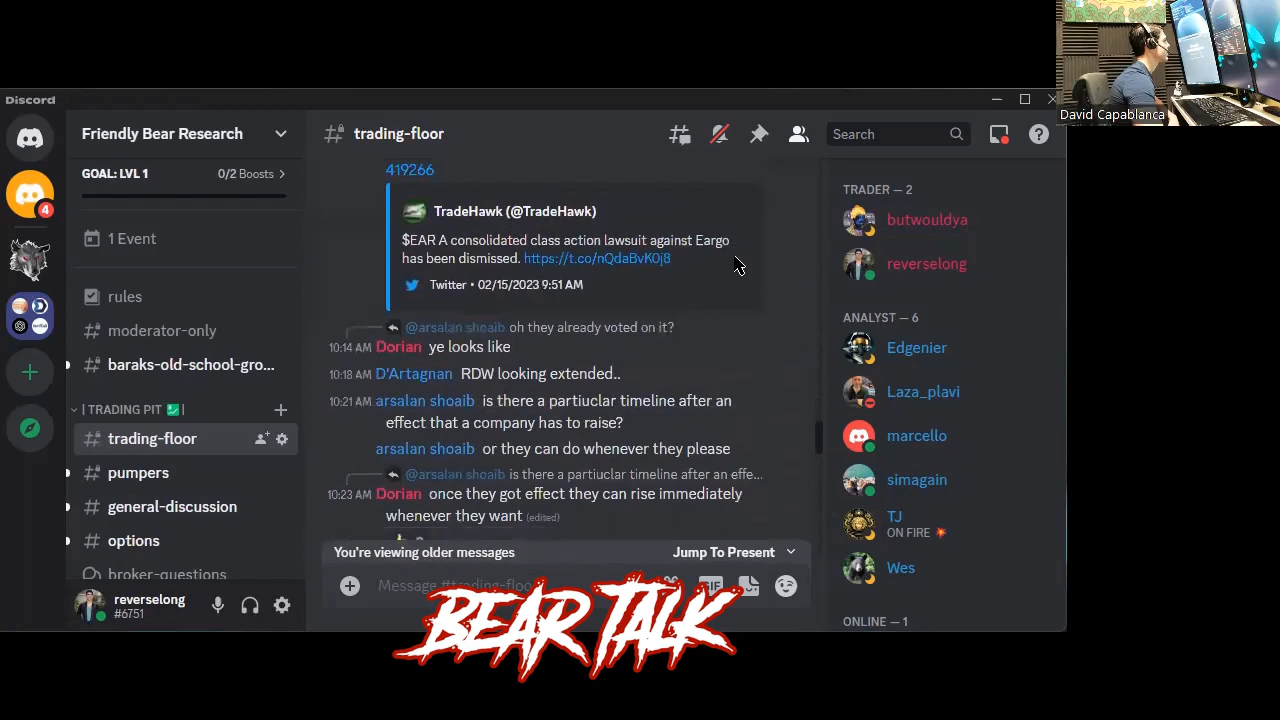 David Capablanca
Discord
Friendly Bear Research
GOAL: LVL 1
0/2 Boosts
1 Event
rules
moderator-only
baraks-old-school-gro...
| TRADING PIT 💹 |
trading-floor
pumpers
general-discussion
options
broker-questions
reverselong
#6751
4
trading-floor
Search
419266
TradeHawk (@TradeHawk)
$EAR A consolidated class action lawsuit against Eargo
has been dismissed. https://t.co/nQdaBvK0j8
Twitter • 02/15/2023 9:51 AM
@arsalan shoaib oh they already voted on it?
10:14 AM Dorian ye looks like
10:18 AM D'Artagnan RDW looking extended..
10:21 AM arsalan shoaib is there a partiuclar timeline after an
effect that a company has to raise?
arsalan shoaib or they can do whenever they please
@arsalan shoaib is there a partiuclar timeline after an effe...
10:23 AM Dorian once they got effect they can rise immediately
whenever they want (edited)
You're viewing older messages
Jump To Present
Message #trading-floo
GIF
BEAR TALK
TRADER — 2
butwouldya
reverselong
ANALYST — 6
Edgenier
Laza_plavi
marcello
simagain
TJ
ON FIRE 💥
Wes
ONLINE — 1